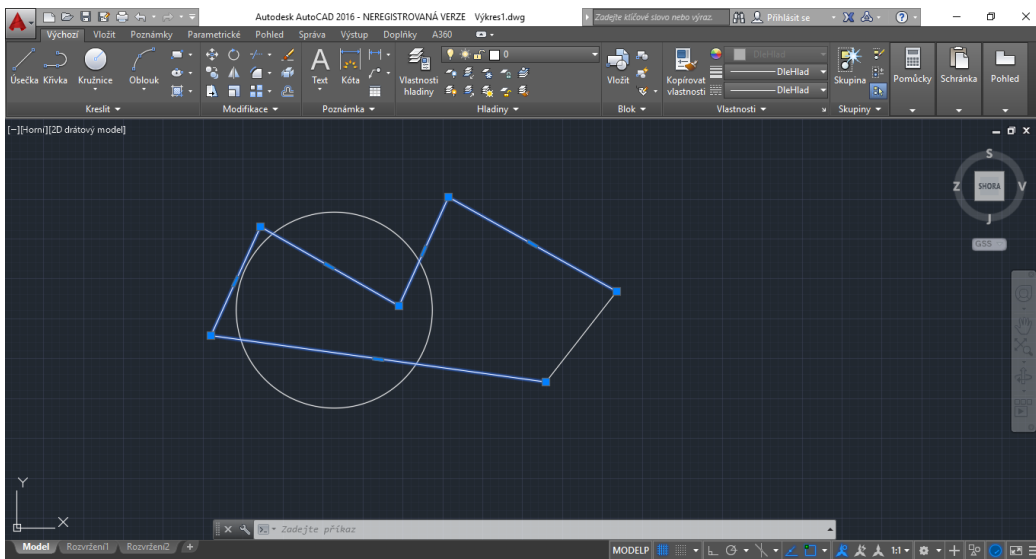 Autodesk AutoCAD 2016 - NEREGISTROVANÁ VERZE Výkres1.dwg
Zadejte klíčové slovo nebo výraz.
Přihlásit se
Výchozí Vložit Poznámky Parametrické Pohled Správa Výstup Doplňky A360
0
DleHlad
Úsečka Křivka Kružnice Oblouk
Text Kóta
Vlastnosti hladiny
Vložit
Kopírovat vlastnosti
DleHlad
DleHlad
Skupina
Pomůcky
Schránka
Pohled
Kreslit
Modifikace
Poznámka
Hladiny
Blok
Vlastnosti
Skupiny
[–][Horní][2D drátový model]
S
Z SHORA V
J
GSS
Y
X
Zadejte příkaz
Model Rozvržení1 Rozvržení2 +
MODELP
1:1